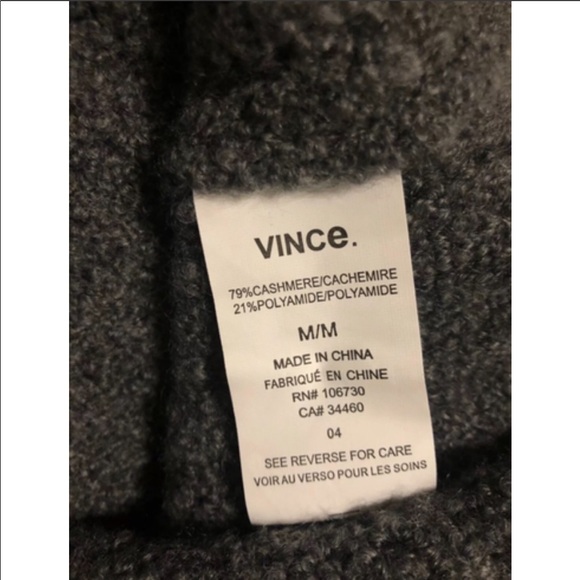 VINCe.
79%CASHMERE/CACHEMIRE
21%POLYAMIDE/POLYAMIDE
M/M
MADE IN CHINA
FABRIQUÉ EN CHINE
RN# 106730
CA# 34460
04
SEE REVERSE FOR CARE
VOIR AU VERSO POUR LES SOINS